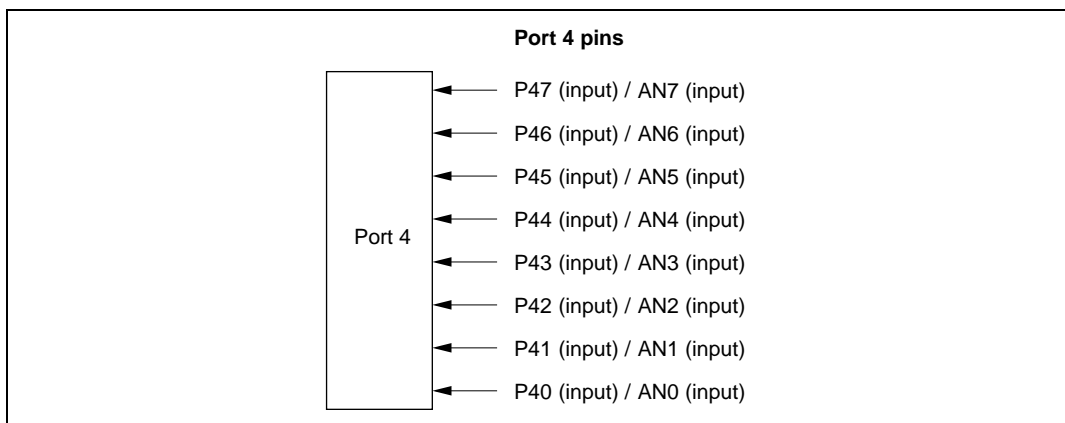 Port 4 pins
P47 (input) / AN7 (input)
P46 (input) / AN6 (input)
P45 (input) / AN5 (input)
P44 (input) / AN4 (input)
Port 4
P43 (input) / AN3 (input)
P42 (input) / AN2 (input)
P41 (input) / AN1 (input)
P40 (input) / AN0 (input)